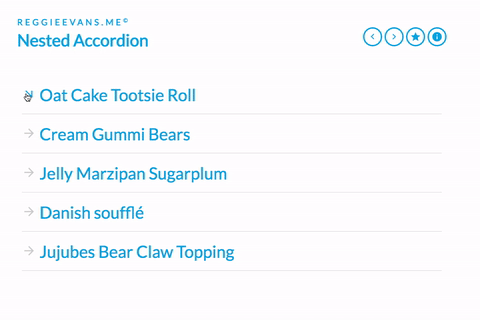 REGGIEEVANS.ME©
Nested Accordion
Oat Cake Tootsie Roll
Cream Gummi Bears
Jelly Marzipan Sugarplum
Danish soufflé
Jujubes Bear Claw Topping